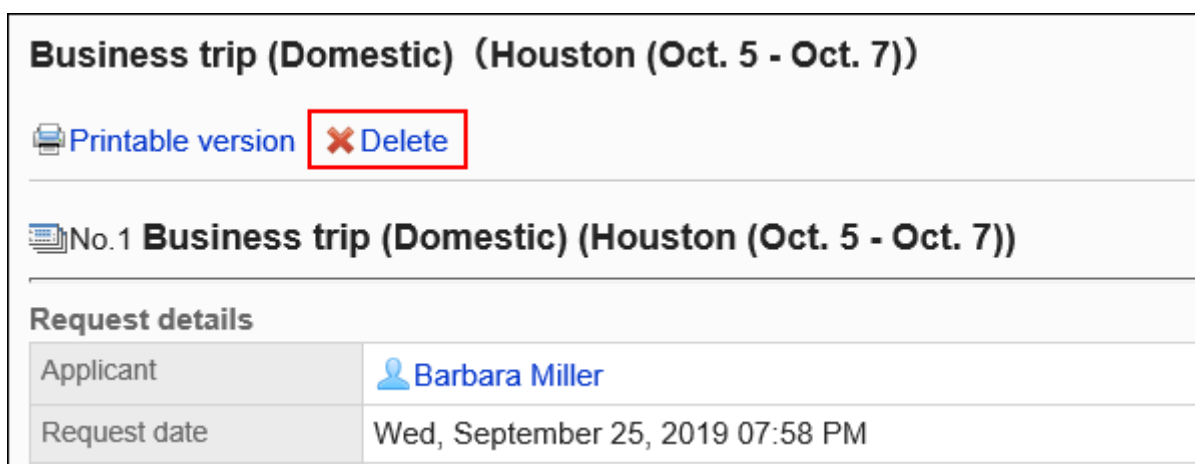 Business trip (Domestic)（Houston (Oct. 5 - Oct. 7)）
Printable version Delete
No.1 Business trip (Domestic) (Houston (Oct. 5 - Oct. 7))
Request details
Applicant Barbara Miller
Request date Wed, September 25, 2019 07:58 PM